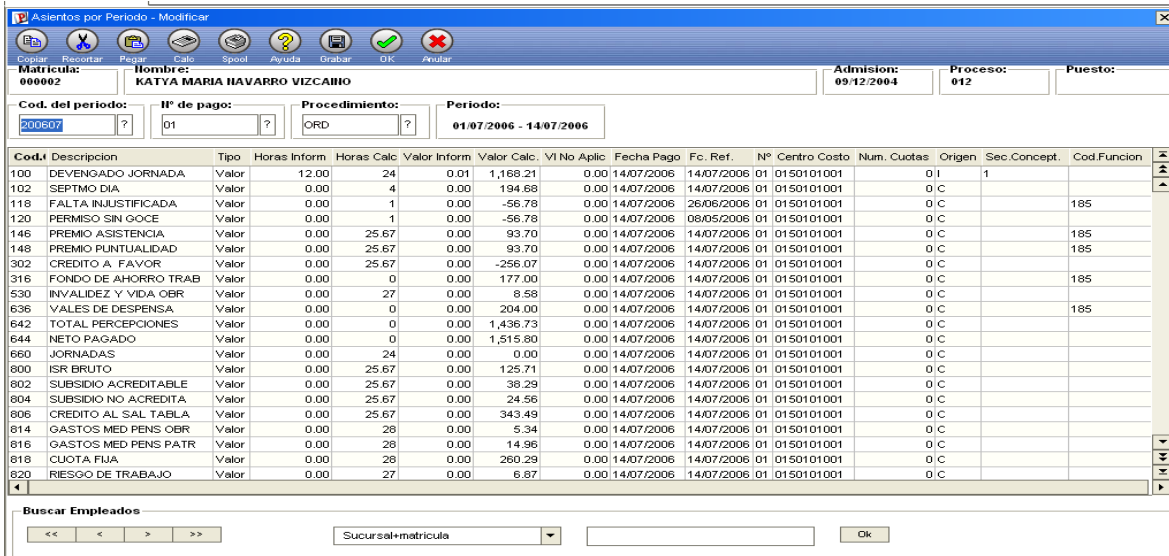 Asientos por Periodo - Modificar
Copiar Recortar Pegar Calc Spool Ayuda Grabar OK Anular
Matricula: Nombre: Admision: Proceso: Puesto:
000002 KATYA MARIA NAVARRO VIZCAINO 09/12/2004 012
Cod. del periodo: Nº de pago: Procedimiento: Periodo:
200607 ? 01 ? ORD ? 01/07/2006 - 14/07/2006
Cod.( Descripcion Tipo Horas Inform Horas Calc Valor Inform Valor Calc. Vl No Aplic Fecha Pago Fc. Ref. Nº Centro Costo Num. Cuotas Origen Sec.Concept. Cod.Funcion
100 DEVENGADO JORNADA Valor 12.00 24 0.01 1,168.21 0.00 14/07/2006 14/07/2006 01 0150101001 0 I 1
102 SEPTMO DIA Valor 0.00 4 0.00 194.68 0.00 14/07/2006 14/07/2006 01 0150101001 0 C
118 FALTA INJUSTIFICADA Valor 0.00 1 0.00 -56.78 0.00 14/07/2006 26/06/2006 01 0150101001 0 C 185
120 PERMISO SIN GOCE Valor 0.00 1 0.00 -56.78 0.00 14/07/2006 08/05/2006 01 0150101001 0 C
146 PREMIO ASISTENCIA Valor 0.00 25.67 0.00 93.70 0.00 14/07/2006 14/07/2006 01 0150101001 0 C 185
148 PREMIO PUNTUALIDAD Valor 0.00 25.67 0.00 93.70 0.00 14/07/2006 14/07/2006 01 0150101001 0 C 185
302 CREDITO A FAVOR Valor 0.00 25.67 0.00 -256.07 0.00 14/07/2006 14/07/2006 01 0150101001 0 C
316 FONDO DE AHORRO TRAB Valor 0.00 0 0.00 177.00 0.00 14/07/2006 14/07/2006 01 0150101001 0 C 185
530 INVALIDEZ Y VIDA OBR Valor 0.00 27 0.00 8.58 0.00 14/07/2006 14/07/2006 01 0150101001 0 C
636 VALES DE DESPENSA Valor 0.00 0 0.00 204.00 0.00 14/07/2006 14/07/2006 01 0150101001 0 C 185
642 TOTAL PERCEPCIONES Valor 0.00 0 0.00 1,436.73 0.00 14/07/2006 14/07/2006 01 0150101001 0 C
644 NETO PAGADO Valor 0.00 0 0.00 1,515.80 0.00 14/07/2006 14/07/2006 01 0150101001 0 C
660 JORNADAS Valor 0.00 24 0.00 0.00 0.00 14/07/2006 14/07/2006 01 0150101001 0 C
800 ISR BRUTO Valor 0.00 25.67 0.00 125.71 0.00 14/07/2006 14/07/2006 01 0150101001 0 C
802 SUBSIDIO ACREDITABLE Valor 0.00 25.67 0.00 38.29 0.00 14/07/2006 14/07/2006 01 0150101001 0 C
804 SUBSIDIO NO ACREDITA Valor 0.00 25.67 0.00 24.56 0.00 14/07/2006 14/07/2006 01 0150101001 0 C
806 CREDITO AL SAL TABLA Valor 0.00 25.67 0.00 343.49 0.00 14/07/2006 14/07/2006 01 0150101001 0 C
814 GASTOS MED PENS OBR Valor 0.00 28 0.00 5.34 0.00 14/07/2006 14/07/2006 01 0150101001 0 C
816 GASTOS MED PENS PATR Valor 0.00 28 0.00 14.96 0.00 14/07/2006 14/07/2006 01 0150101001 0 C
818 CUOTA FIJA Valor 0.00 28 0.00 260.29 0.00 14/07/2006 14/07/2006 01 0150101001 0 C
820 RIESGO DE TRABAJO Valor 0.00 27 0.00 6.87 0.00 14/07/2006 14/07/2006 01 0150101001 0 C
Buscar Empleados
<< < > >> Sucursal+matricula Ok